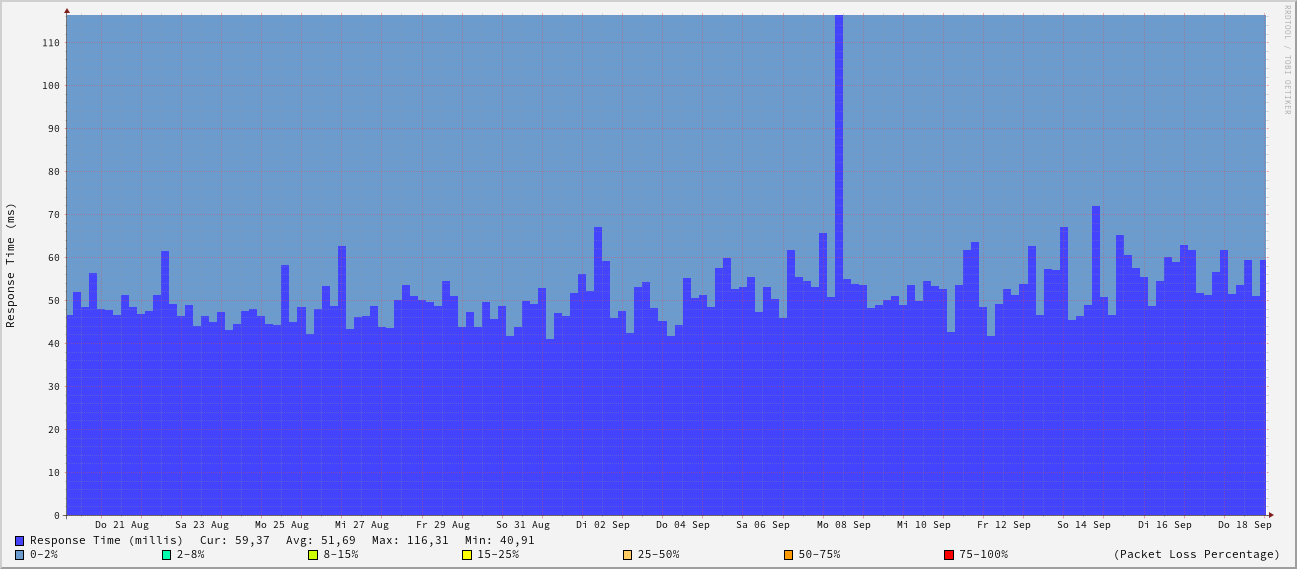 RRDTOOL / TOBI OETIKER
Response Time (ms)
110
100
90
80
70
60
50
40
30
20
10
0
Do 21 Aug Sa 23 Aug Mo 25 Aug Mi 27 Aug Fr 29 Aug So 31 Aug Di 02 Sep Do 04 Sep Sa 06 Sep Mo 08 Sep Mi 10 Sep Fr 12 Sep So 14 Sep Di 16 Sep Do 18 Sep
Response Time (millis) Cur: 59,37 Avg: 51,69 Max: 116,31 Min: 40,91
0-2% 2-8% 8-15% 15-25% 25-50% 50-75% 75-100% (Packet Loss Percentage)